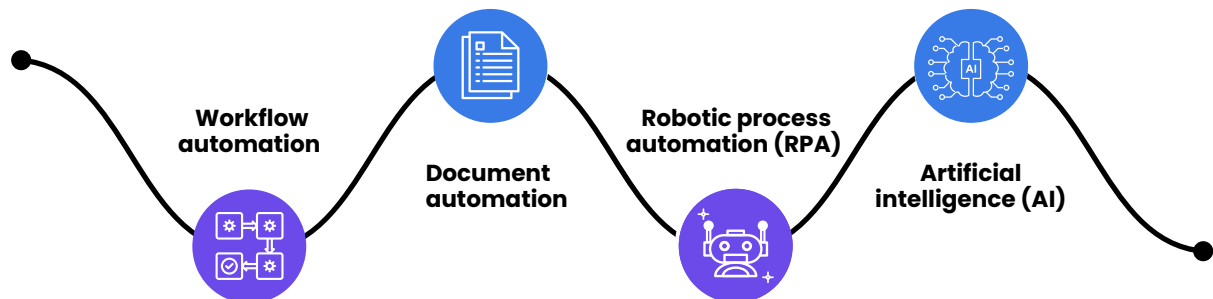 Workflow
automation
Document
automation
Robotic process
automation (RPA)
AI
Artificial
intelligence (AI)